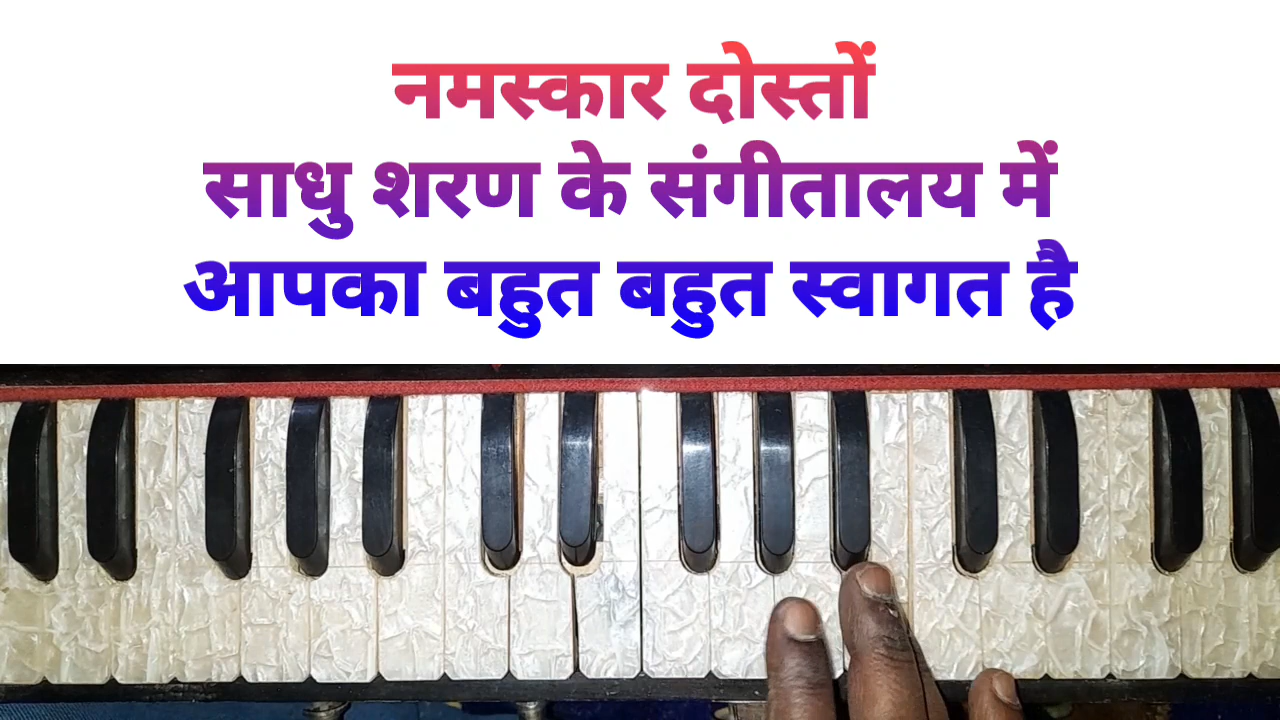 नमस्कार दोस्तों
साधु शरण के संगीतालय में
आपका बहुत बहुत स्वागत है